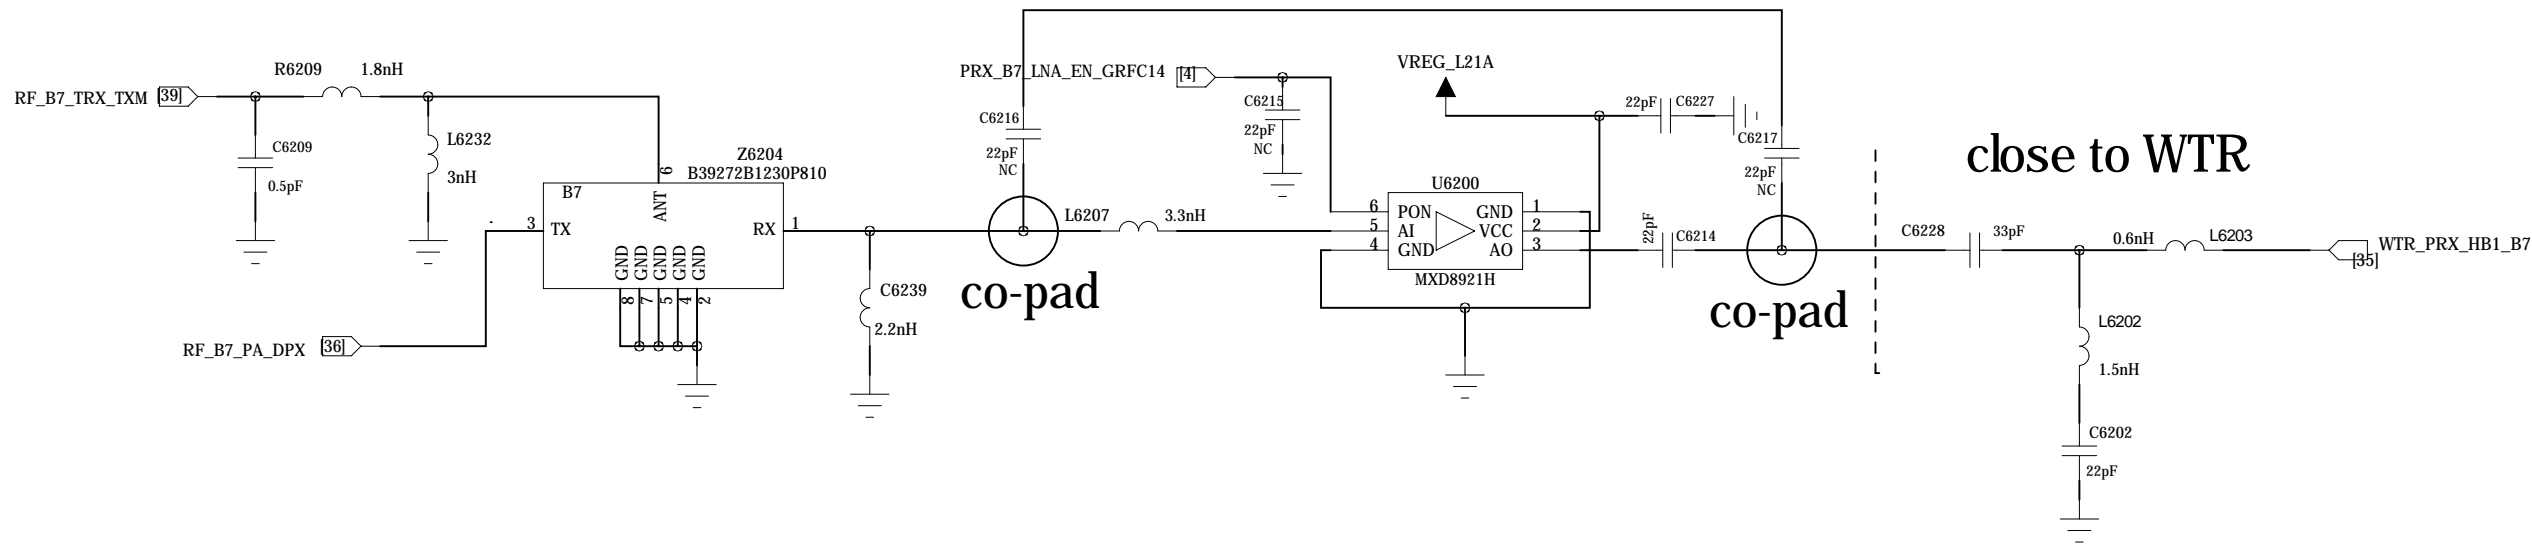 R6209 1.8nH
RF_B7_TRX_TXM [39]
C6209
0.5pF
L6232
3nH
Z6204
B39272B1230P810
B7
6
ANT
3 TX
RX 1
GND GND GND GND GND
8 7 5 4 2
RF_B7_PA_DPX [36]
C6239
2.2nH
C6216
22pF
NC
co-pad
PRX_B7_LNA_EN_GRFC14 [4]
C6215
22pF
NC
L6207 3.3nH
VREG_L21A
22pF C6227
U6200
6 PON GND 1
5 AI VCC 2
4 GND AO 3
MXD8921H
22pF
C6214
C6217
22pF
NC
co-pad
close to WTR
C6228 33pF
0.6nH L6203
WTR_PRX_HB1_B7
[35]
L6202
1.5nH
C6202
22pF